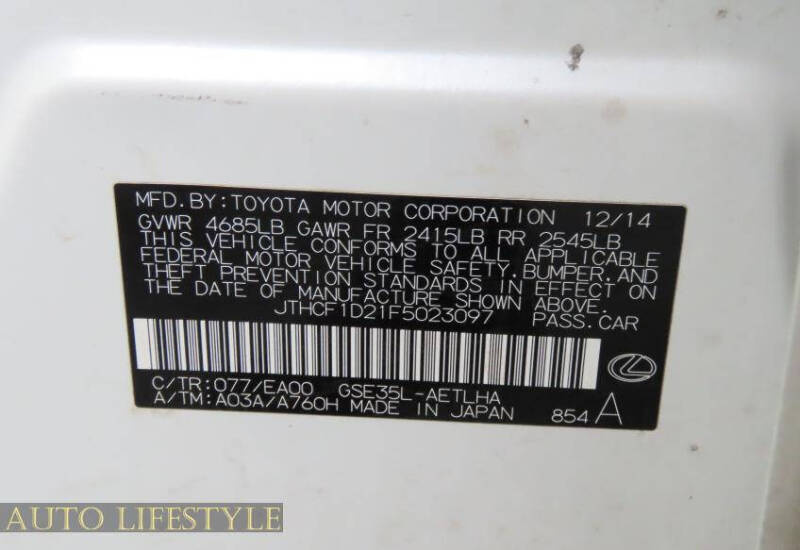 MFD.BY:TOYOTA MOTOR CORPORATION 12/14
GVWR 4685LB GAWR FR 2415LB RR 2545LB
THIS VEHICLE CONFORMS TO ALL APPLICABLE
FEDERAL MOTOR VEHICLE SAFETY,BUMPER,AND
THEFT PREVENTION STANDARDS IN EFFECT ON
THE DATE OF MANUFACTURE SHOWN ABOVE.
JTHCF1D21F5023097 PASS.CAR
C/TR:077/EA00 GSE35L-AETLHA
A/TM:A03A/A760H MADE IN JAPAN 854A
AUTO LIFESTYLE